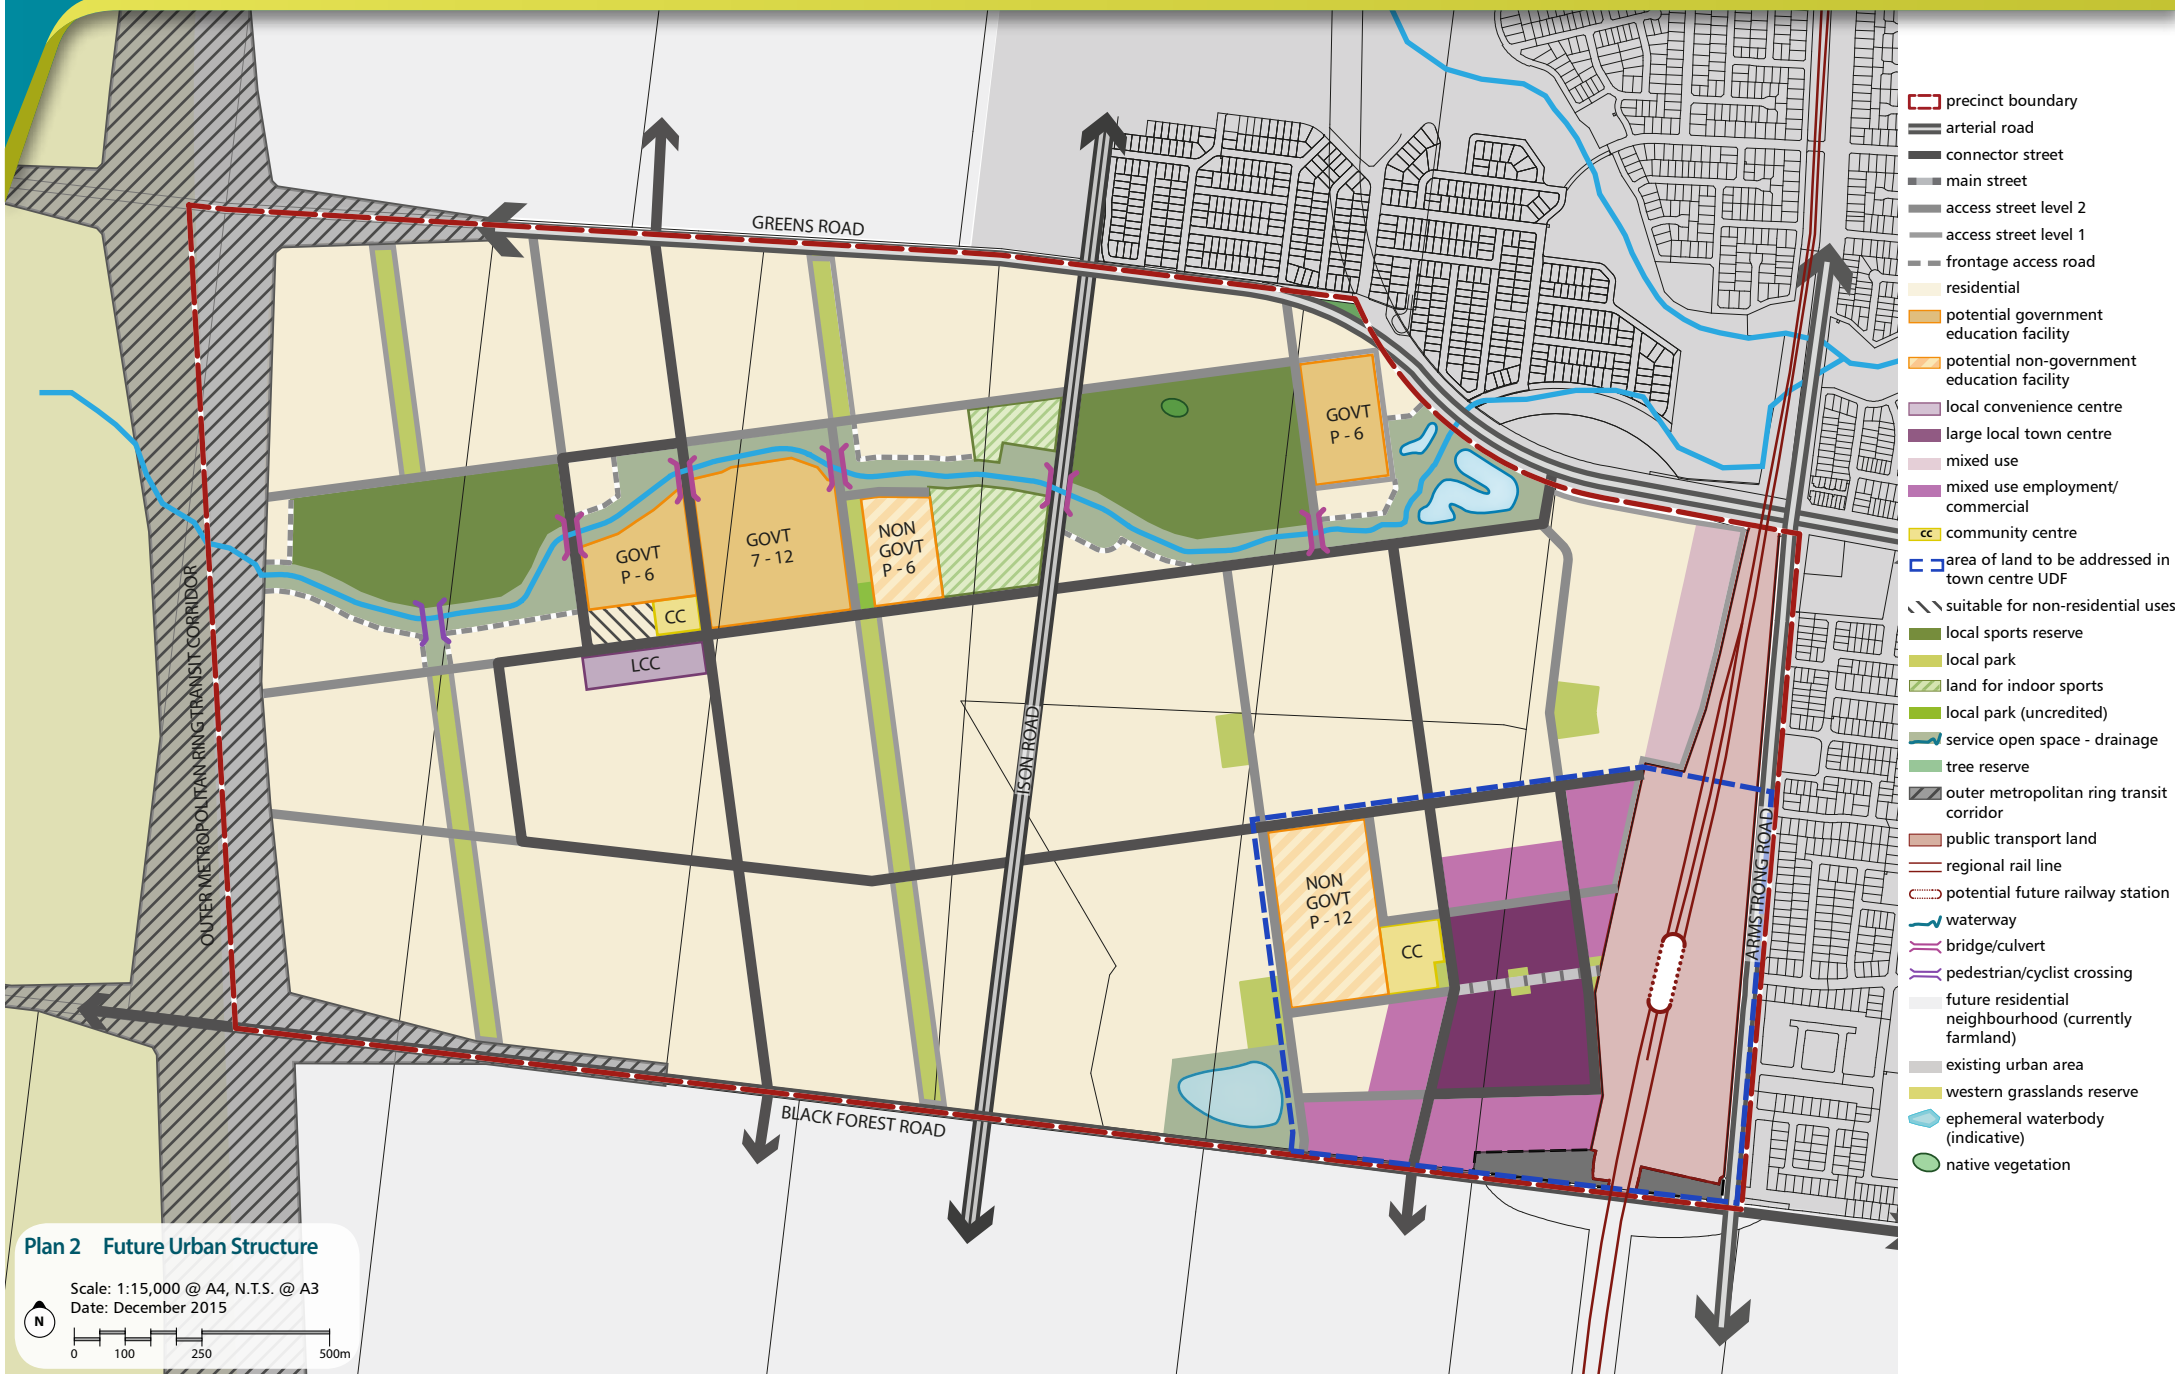 GREENS ROAD
GOVT
P - 6
GOVT
P - 6
GOVT
7 - 12
NON
GOVT
P - 6
CC
LCC
OUTER METROPOLITAN RING TRANSIT CORRIDOR
ISON ROAD
NON
GOVT
P - 12
CC
ARMSTRONG ROAD
BLACK FOREST ROAD
precinct boundary
arterial road
connector street
main street
access street level 2
access street level 1
frontage access road
residential
potential government
education facility
potential non-government
education facility
local convenience centre
large local town centre
mixed use
mixed use employment/
commercial
cc community centre
area of land to be addressed in
town centre UDF
suitable for non-residential uses
local sports reserve
local park
land for indoor sports
local park (uncredited)
service open space - drainage
tree reserve
outer metropolitan ring transit
corridor
public transport land
regional rail line
potential future railway station
waterway
bridge/culvert
pedestrian/cyclist crossing
future residential
neighbourhood (currently
farmland)
existing urban area
western grasslands reserve
ephemeral waterbody
(indicative)
native vegetation
Plan 2 Future Urban Structure
Scale: 1:15,000 @ A4, N.T.S. @ A3
Date: December 2015
N
0 100 250 500m